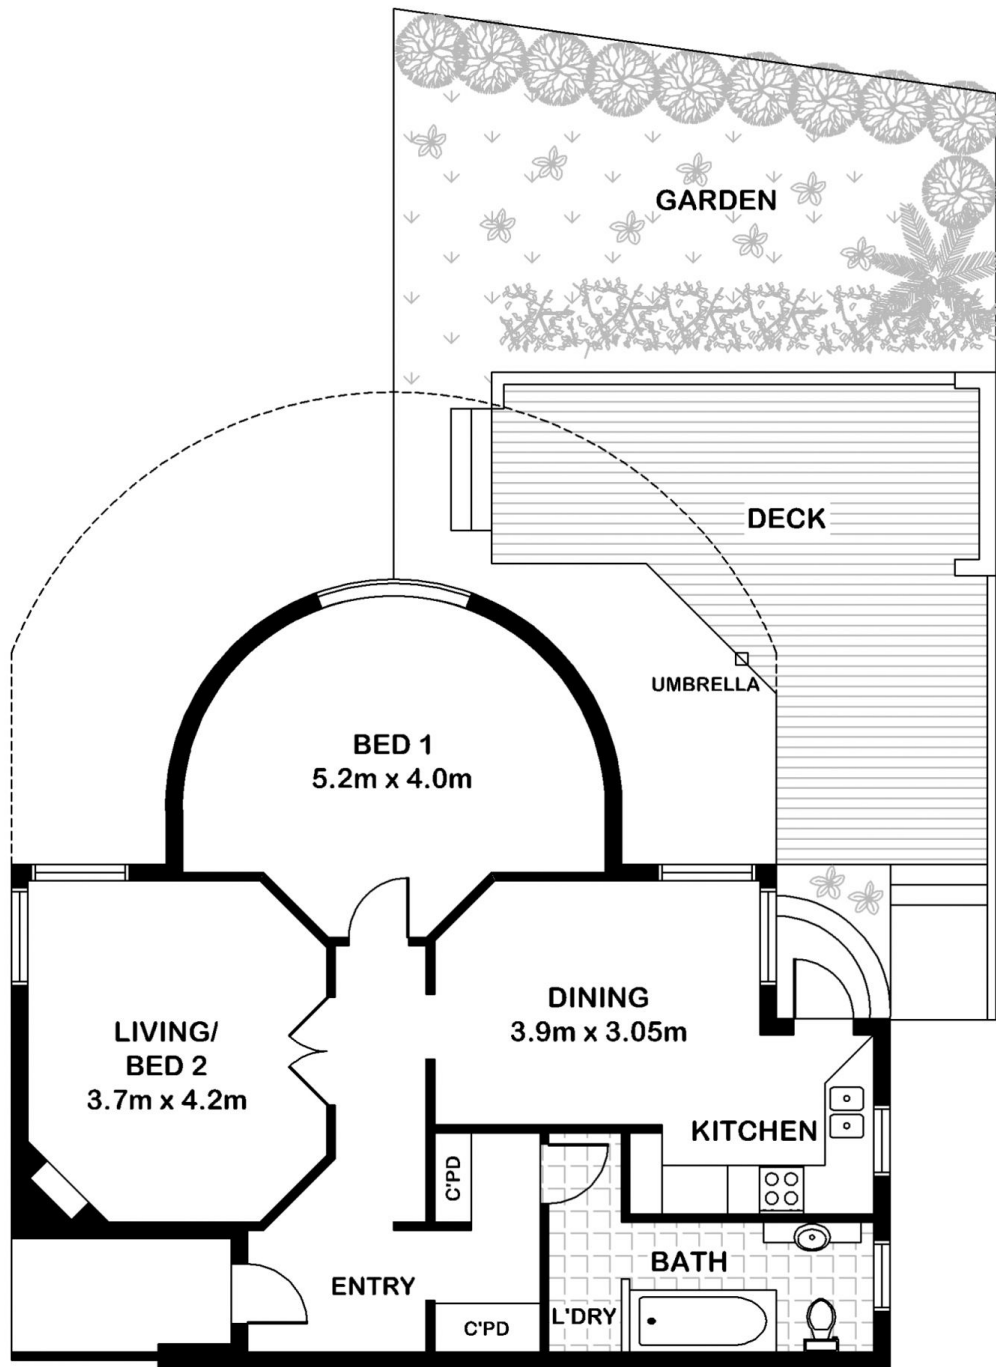 GARDEN
DECK
UMBRELLA
BED 1
5.2m x 4.0m
LIVING/
BED 2
3.7m x 4.2m
DINING
3.9m x 3.05m
KITCHEN
C'PD
BATH
ENTRY
L'DRY
C'PD